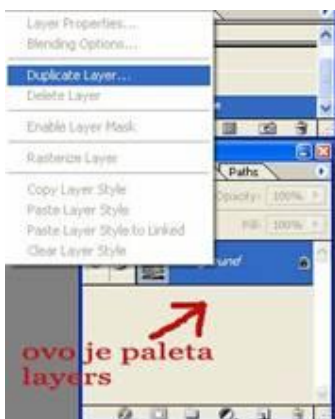 Layer Properties...
Blending Options...
Duplicate Layer...
Delete Layer
Enable Layer Mask
Rasterize Layer
Copy Layer Style
Paste Layer Style
Paste Layer Style to Linked
Clear Layer Style
Paths
Opacity: 100%
Fill: 100%
ovo je paleta
layers